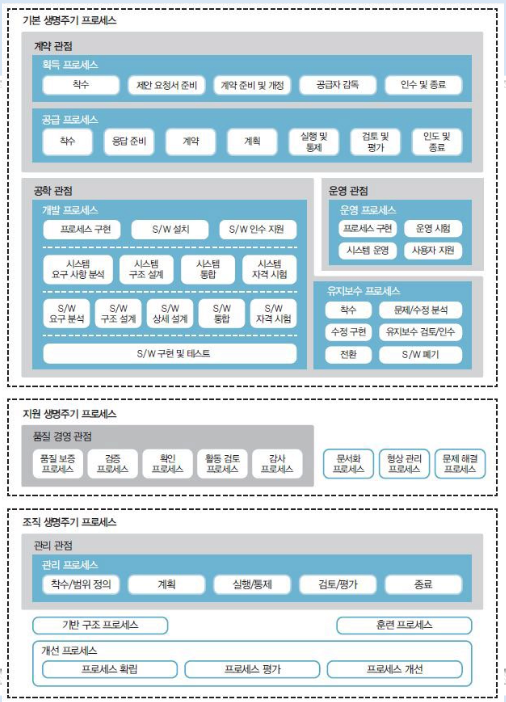 기본 생명주기 프로세스
계약 관점
획득 프로세스
착수
제안 요청서 준비
계약 준비 및 개정
공급자 감독
인수 및 종료
공급 프로세스
착수
응답 준비
계약
계획
실행 및
통제
검토 및
평가
인도 및
종료
공학 관점
개발 프로세스
프로세스 구현
S/W 설치
S/W 인수 지원
시스템
요구 사항 분석
시스템
구조 설계
시스템
통합
시스템
자격 시험
S/W
요구 분석
S/W
구조 설계
S/W
상세 설계
S/W
통합
S/W
자격 시험
S/W 구현 및 테스트
운영 관점
운영 프로세스
프로세스 구현
운영 시험
시스템 운영
사용자 지원
유지보수 프로세스
착수
문제/수정 분석
수정 구현
유지보수 검토/인수
전환
S/W 폐기
지원 생명주기 프로세스
품질 경영 관점
품질 보증
프로세스
검증
프로세스
확인
프로세스
활동 검토
프로세스
감사
프로세스
문서화
프로세스
형상 관리
프로세스
문제 해결
프로세스
조직 생명주기 프로세스
관리 관점
관리 프로세스
착수/범위 정의
계획
실행/통제
검토/평가
종료
기반 구조 프로세스
훈련 프로세스
개선 프로세스
프로세스 확립
프로세스 평가
프로세스 개선